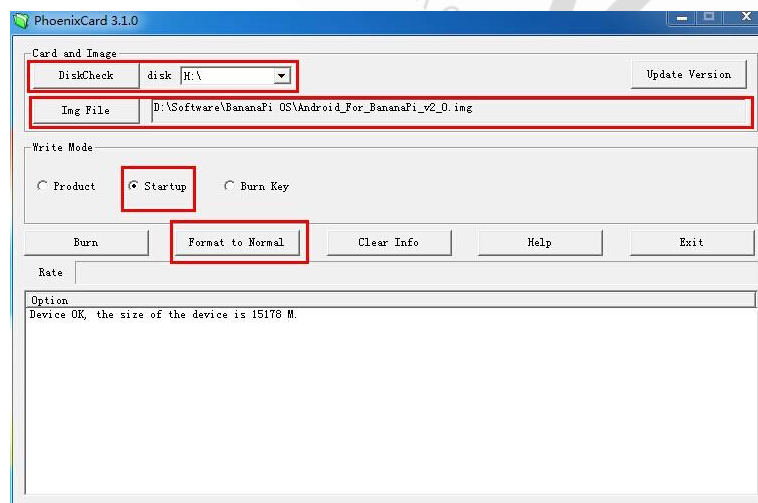 PhoenixCard 3.1.0
Card and Image
DiskCheck disk H:\ Update Version
Img File D:\Software\BananaPi OS\Android_For_BananaPi_v2_0.img
Write Mode
Product Startup Burn Key
Burn Format to Normal Clear Info Help Exit
Rate
Option
Device OK, the size of the device is 15178 M.